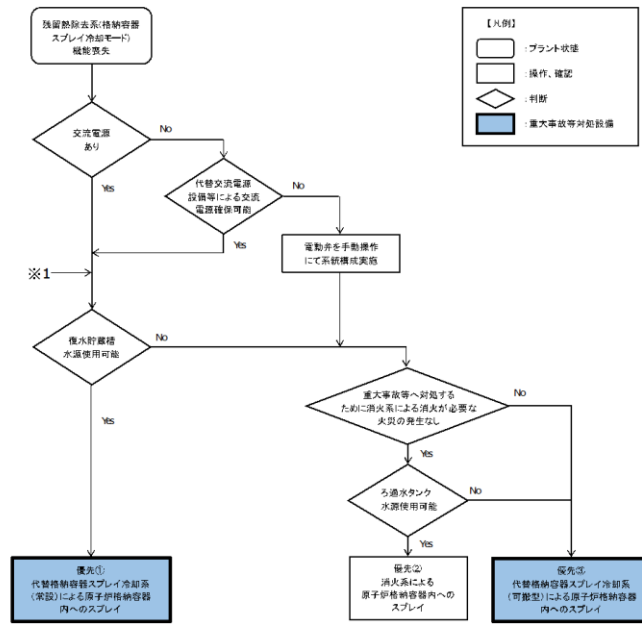 残留熱除去系(格納容器
スプレイ冷却モード)
機能喪失
【凡例】
：プラント状態
：操作、確認
：判断
：重大事故等対処設備
交流電源
あり
No
Yes
代替交流電源
設備等による交流
電源確保可能
No
Yes
電動弁を手動操作
にて系統構成実施
※1
復水貯蔵槽
水源使用可能
No
Yes
重大事故等へ対処する
ために消火系による消火が必要な
火災の発生なし
No
Yes
ろ過水タンク
水源使用可能
No
Yes
優先①
代替格納容器スプレイ冷却系
(常設)による原子炉格納容器
内へのスプレイ
優先②
消火系による
原子炉格納容器内への
スプレイ
優先③
代替格納容器スプレイ冷却系
(可搬型)による原子炉格納容器
内へのスプレイ